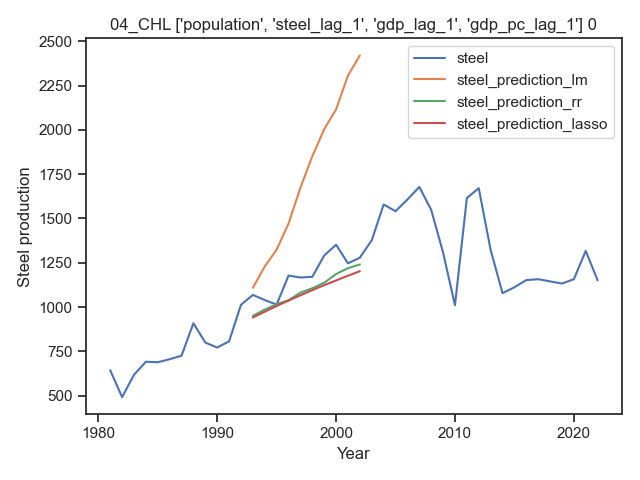 04_CHL ['population', 'steel_lag_1', 'gdp_lag_1', 'gdp_pc_lag_1'] 0
2500
2250
2000
1750
1500
1250
1000
750
500
Steel production
steel
steel_prediction_lm
steel_prediction_rr
steel_prediction_lasso
1980
1990
2000
2010
2020
Year